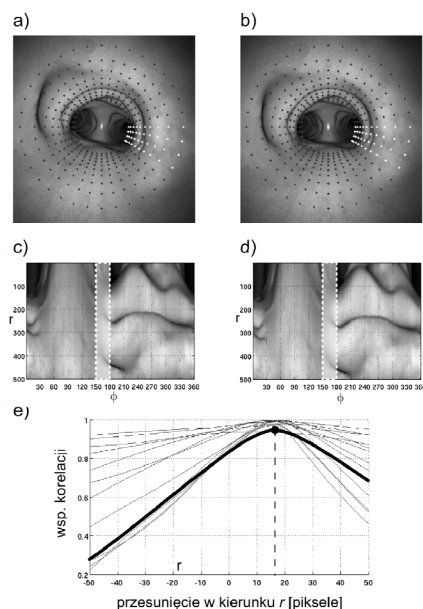 a) b)
c) d)
100 100
200 200
r r
300 300
400 400
500 500
30 60 90 120 150 180 210 240 270 300 330 360 30 60 90 120 150 180 210 240 270 300 330 360
ϕ ϕ
e)
1
0.8
wsp. korelacji
0.6
0.4
r
0.2
-50 -40 -30 -20 -10 0 10 20 30 40 50
przesunięcie w kierunku r [piksele]